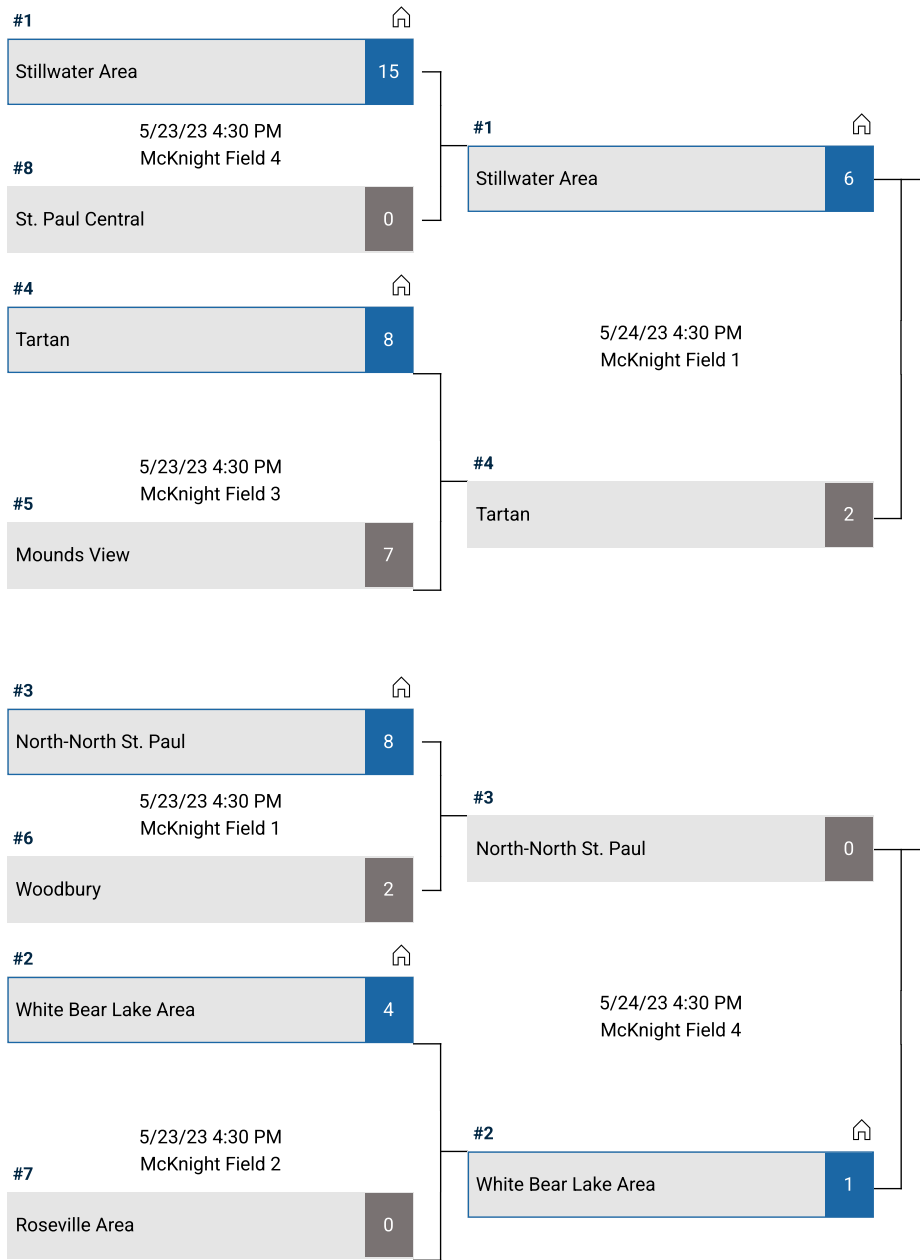 #1
Stillwater Area
15
5/23/23 4:30 PM
McKnight Field 4
#8
St. Paul Central
0
#4
Tartan
8
5/23/23 4:30 PM
McKnight Field 3
#5
Mounds View
7
#1
Stillwater Area
6
5/24/23 4:30 PM
McKnight Field 1
#4
Tartan
2
#3
North-North St. Paul
8
5/23/23 4:30 PM
McKnight Field 1
#6
Woodbury
2
#2
White Bear Lake Area
4
5/23/23 4:30 PM
McKnight Field 2
#7
Roseville Area
0
#3
North-North St. Paul
0
5/24/23 4:30 PM
McKnight Field 4
#2
White Bear Lake Area
1